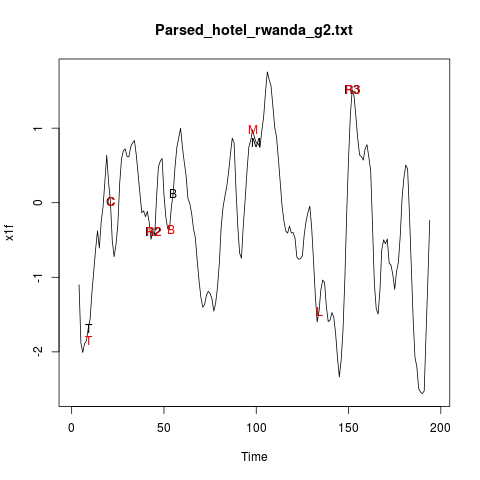 Parsed_hotel_rwanda_g2.txt
x1f
1
0
-1
-2
T
T
C
R2
B
B
M
M
L
R3
0
50
100
150
200
Time